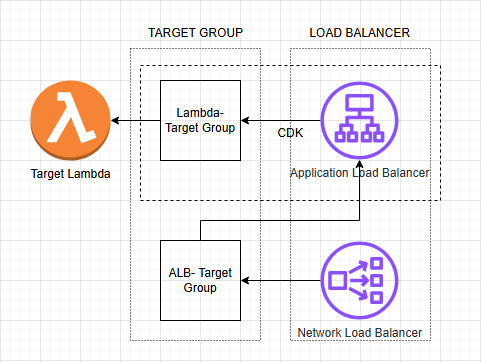 TARGET GROUP
LOAD BALANCER
Lambda-
Target Group
CDK
Target Lambda
Application Load Balancer
ALB- Target
Group
Network Load Balancer